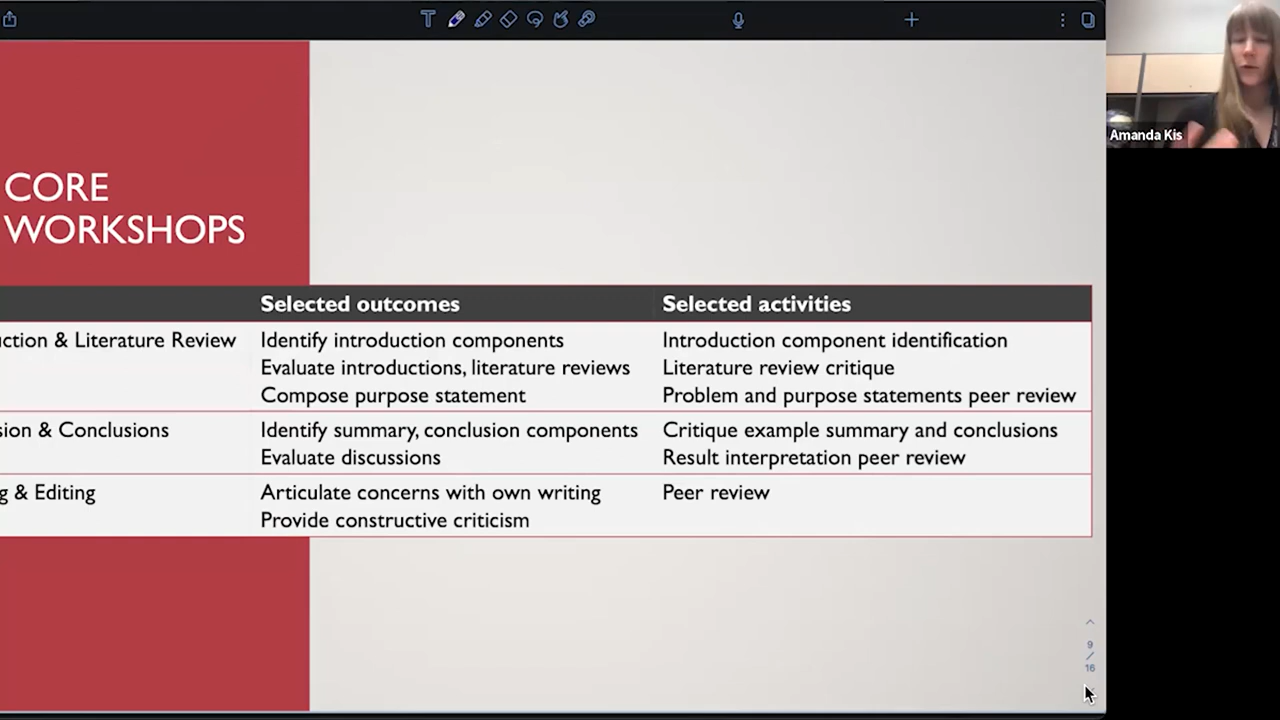 Amanda Kis
CORE
WORKSHOPS
Selected outcomes
Selected activities
uction & Literature Review
Identify introduction components
Evaluate introductions, literature reviews
Compose purpose statement
Introduction component identification
Literature review critique
Problem and purpose statements peer review
sion & Conclusions
Identify summary, conclusion components
Evaluate discussions
Critique example summary and conclusions
Result interpretation peer review
g & Editing
Articulate concerns with own writing
Provide constructive criticism
Peer review
9
/
16